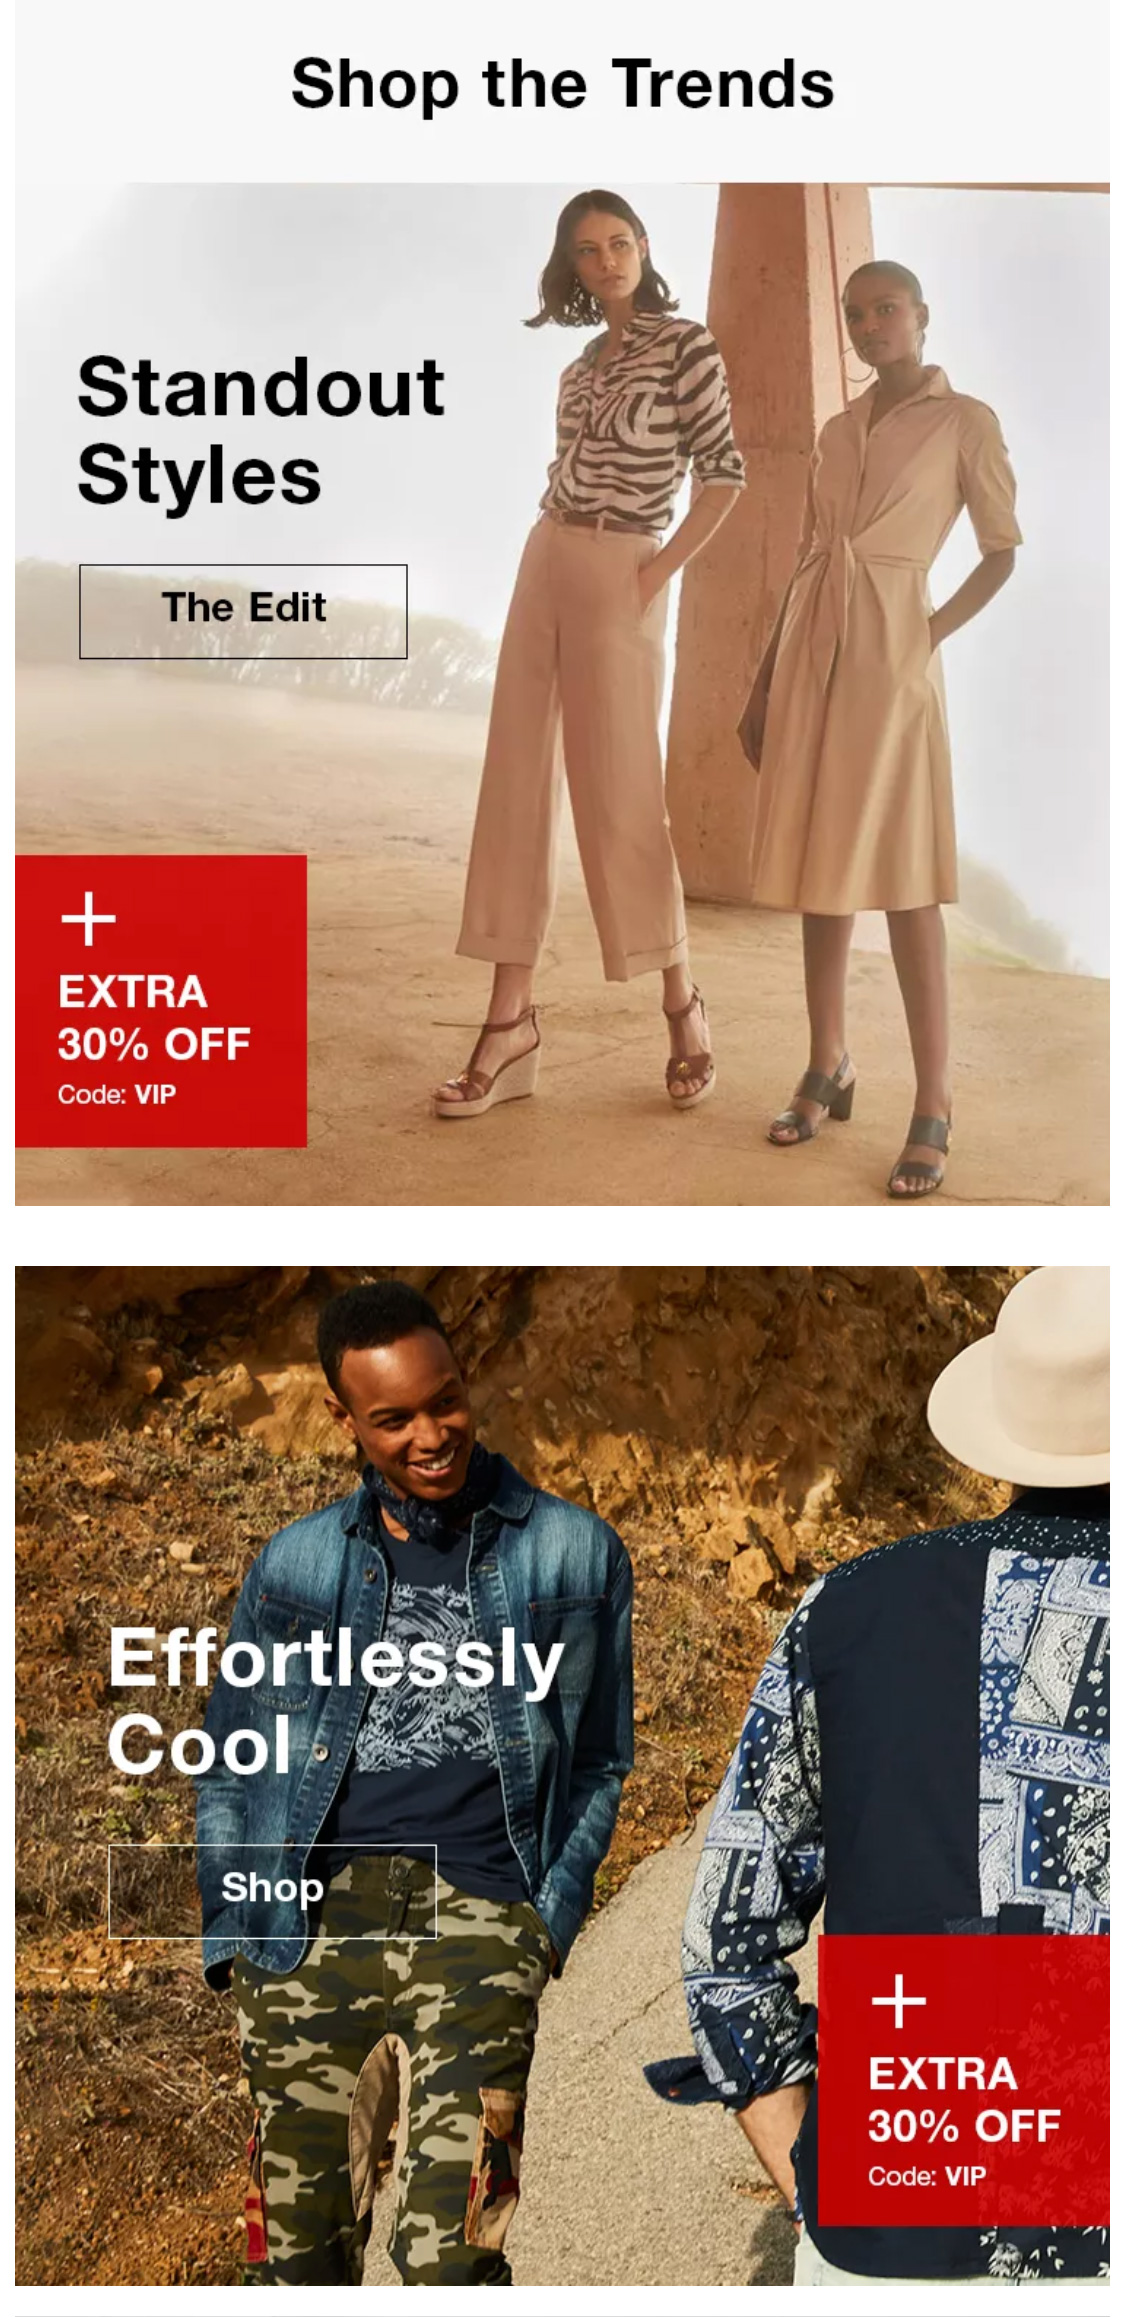 Shop the Trends
Standout
Styles
The Edit
+
EXTRA
30% OFF
Code: VIP
Effortlessly
Cool
Shop
+
EXTRA
30% OFF
Code: VIP